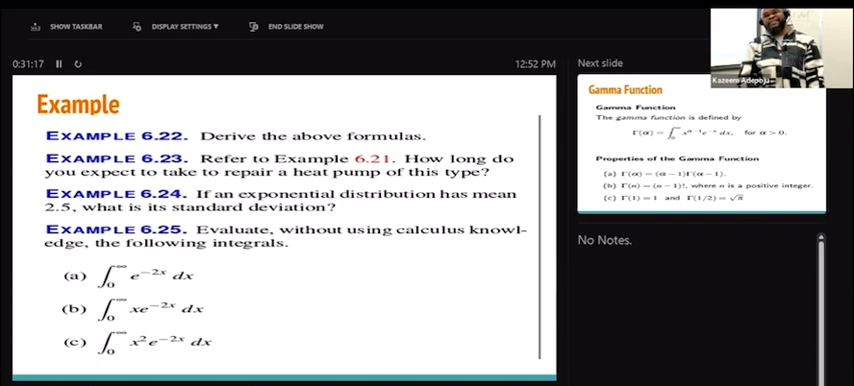 SHOW TASKBAR
DISPLAY SETTINGS ▾
END SLIDE SHOW
0:31:17
12:52 PM
Next slide
Kazeem Adepoju
Example
EXAMPLE 6.22. Derive the above formulas.
EXAMPLE 6.23. Refer to Example 6.21. How long do
you expect to take to repair a heat pump of this type?
EXAMPLE 6.24. If an exponential distribution has mean
2.5, what is its standard deviation?
EXAMPLE 6.25. Evaluate, without using calculus knowl-
edge, the following integrals.
(a) ∫₀^∞ e^{−2x} dx
(b) ∫₀^∞ xe^{−2x} dx
(c) ∫₀^∞ x²e^{−2x} dx
Gamma Function
Gamma Function
The gamma function is defined by
Γ(α) = ∫₀^∞ x^{α−1}e^{−x} dx, for α > 0.
Properties of the Gamma Function
(a) Γ(α) = (α − 1)Γ(α − 1).
(b) Γ(n) = (n − 1)!, where n is a positive integer.
(c) Γ(1) = 1 and Γ(1/2) = √π
No Notes.